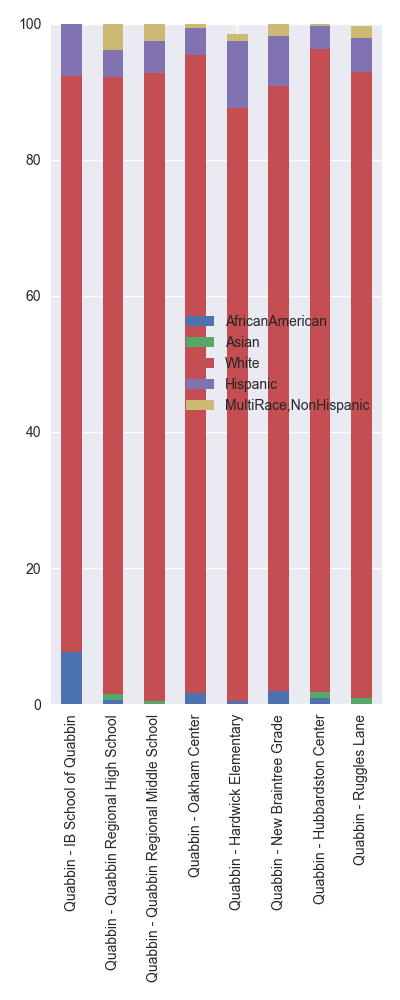 100
80
60
40
20
0
AfricanAmerican
Asian
White
Hispanic
MultiRace,NonHispanic
Quabbin - IB School of Quabbin
Quabbin - Quabbin Regional High School
Quabbin - Quabbin Regional Middle School
Quabbin - Oakham Center
Quabbin - Hardwick Elementary
Quabbin - New Braintree Grade
Quabbin - Hubbardston Center
Quabbin - Ruggles Lane